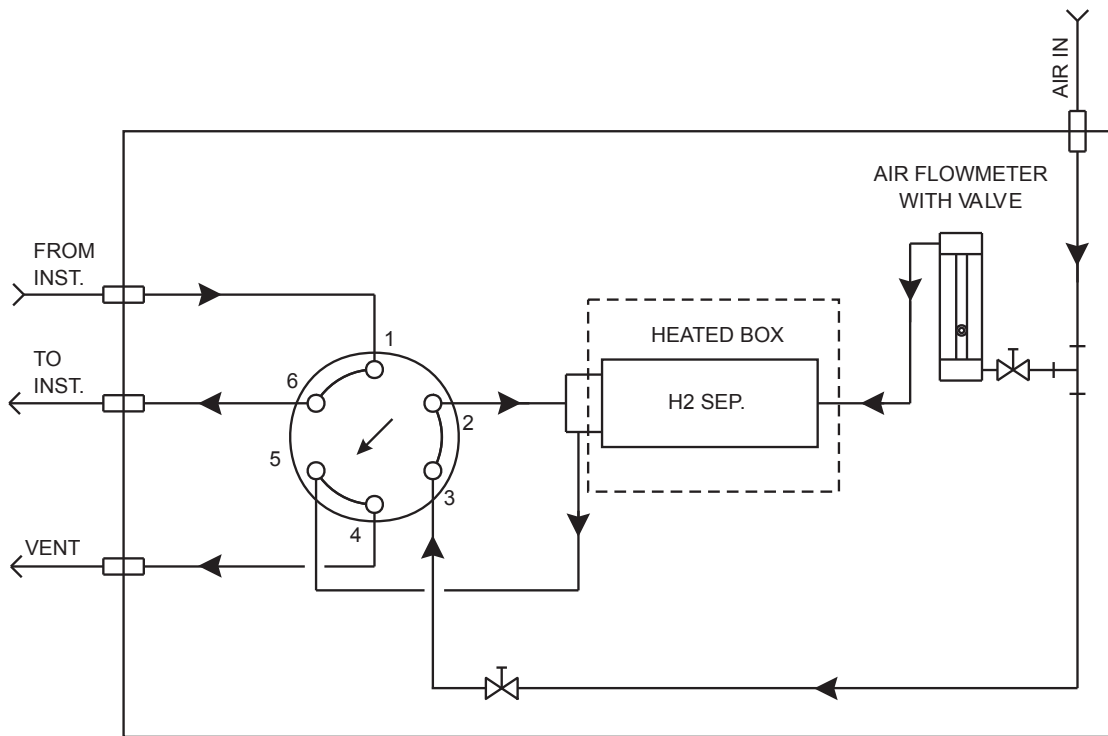 AIR IN
AIR FLOWMETER
WITH VALVE
FROM
INST.
HEATED BOX
1
TO
INST.
6
H2 SEP.
2
5
3
4
VENT